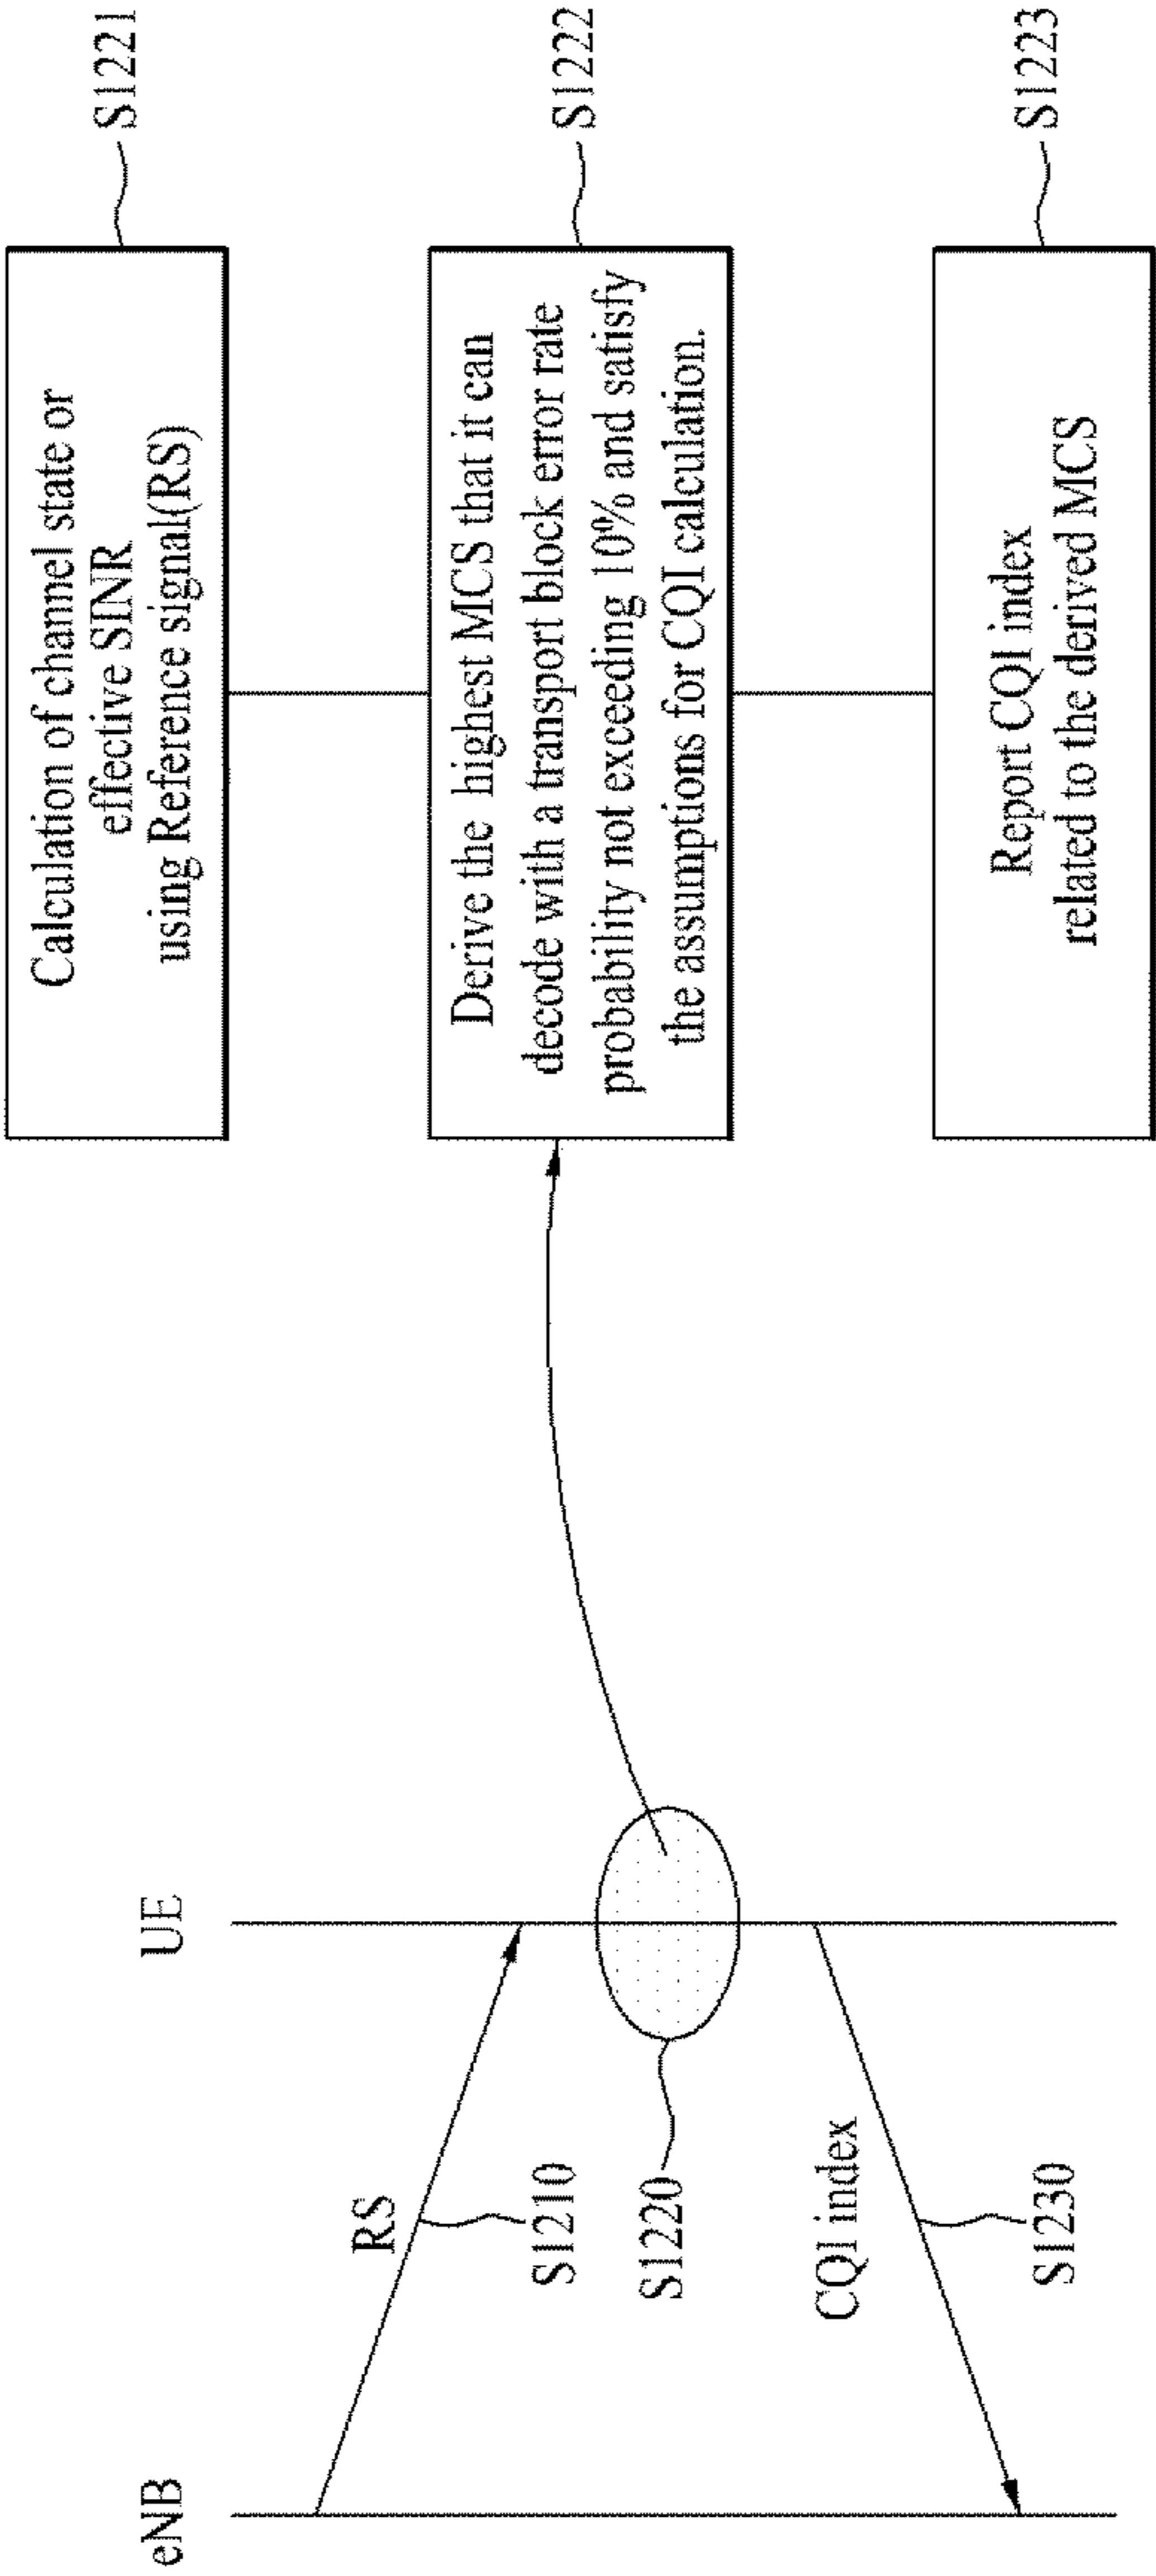 eNB
UE
RS
S1210
S1220
CQI index
S1230
Calculation of channel state or
effective SINR
using Reference signal(RS)
S1221
Derive the highest MCS that it can
decode with a transport block error rate
probability not exceeding 10% and satisfy
the assumptions for CQI calculation.
S1222
Report CQI index
related to the derived MCS
S1223